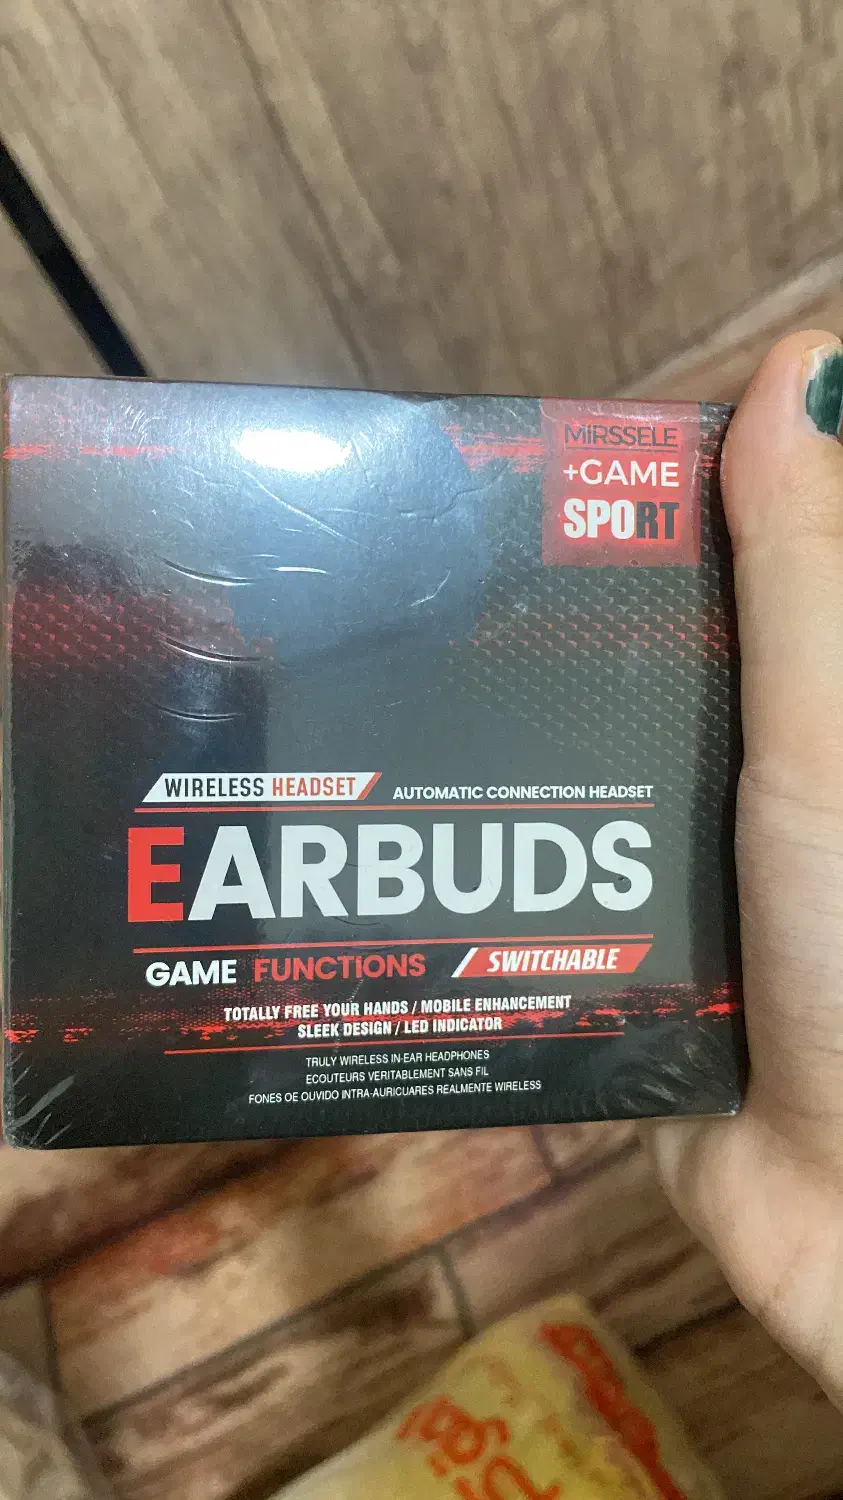 MiRSSELE
+GAME
SPORT
WIRELESS HEADSET AUTOMATIC CONNECTION HEADSET
EARBUDS
GAME FUNCTiONS SWITCHABLE
TOTALLY FREE YOUR HANDS / MOBILE ENHANCEMENT
SLEEK DESIGN / LED INDICATOR
TRULY WIRELESS IN-EAR HEADPHONES
ECOUTEURS VERITABLEMENT SANS FIL
FONES DE OUVIDO INTRA-AURICUARES REALMENTE WIRELESS